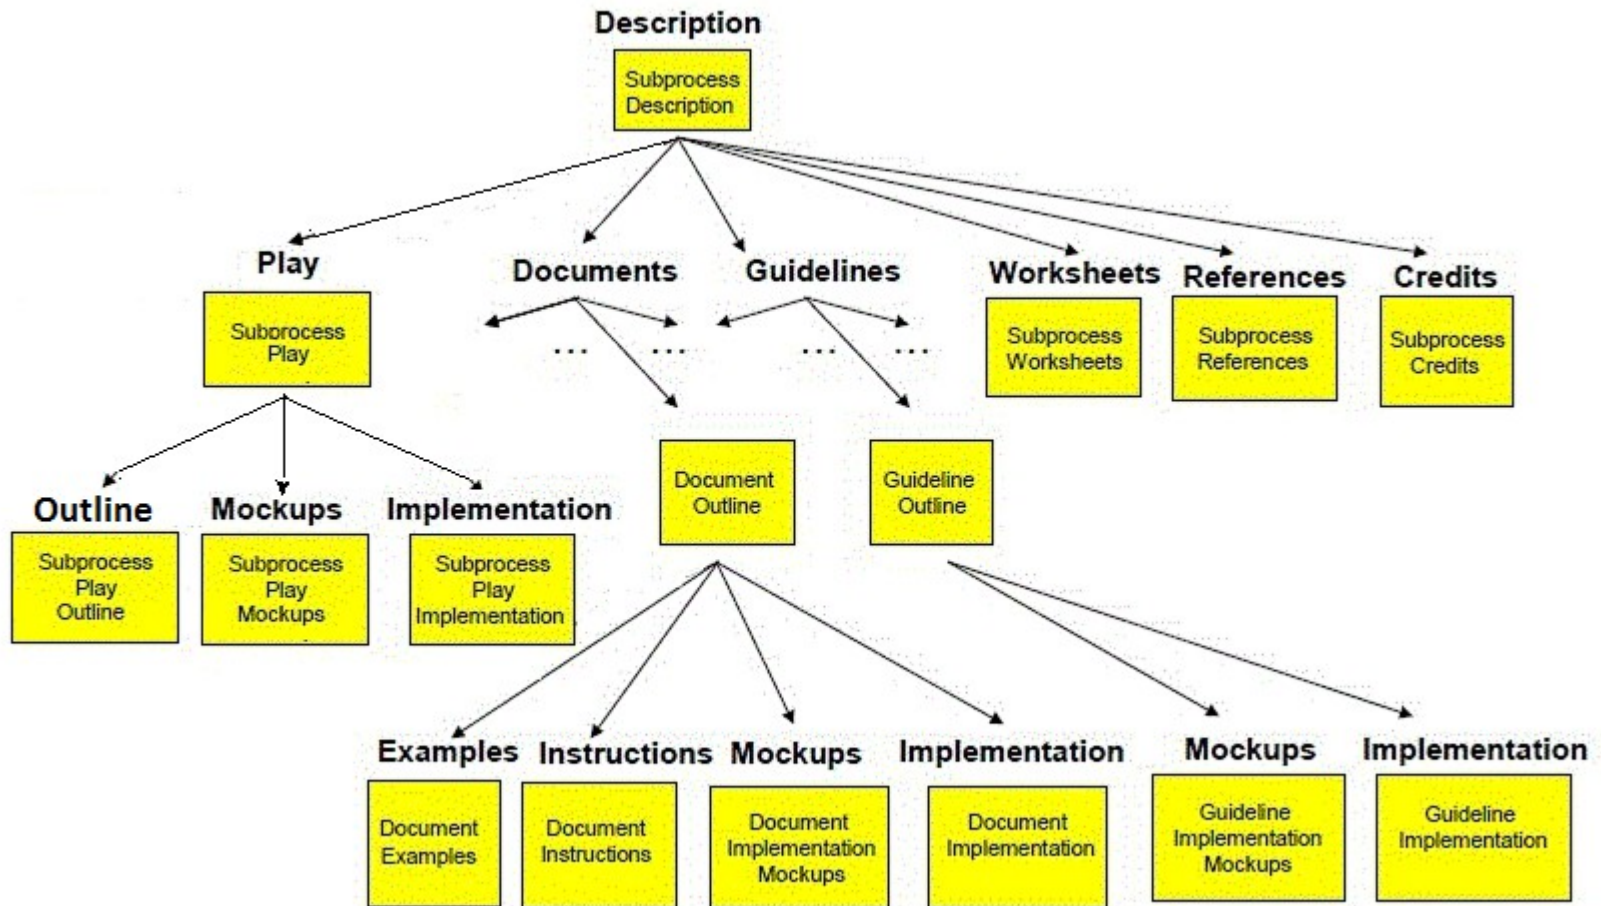 Description
Subprocess
Description
Play
Documents
Guidelines
Worksheets
References
Credits
Subprocess
Play
... ... ... ...
Subprocess
Worksheets
Subprocess
References
Subprocess
Credits
Document
Outline
Guideline
Outline
Outline
Mockups
Implementation
Subprocess
Play
Outline
Subprocess
Play
Mockups
Subprocess
Play
Implementation
Examples
Instructions
Mockups
Implementation
Mockups
Implementation
Document
Examples
Document
Instructions
Document
Implementation
Mockups
Document
Implementation
Guideline
Implementation
Mockups
Guideline
Implementation